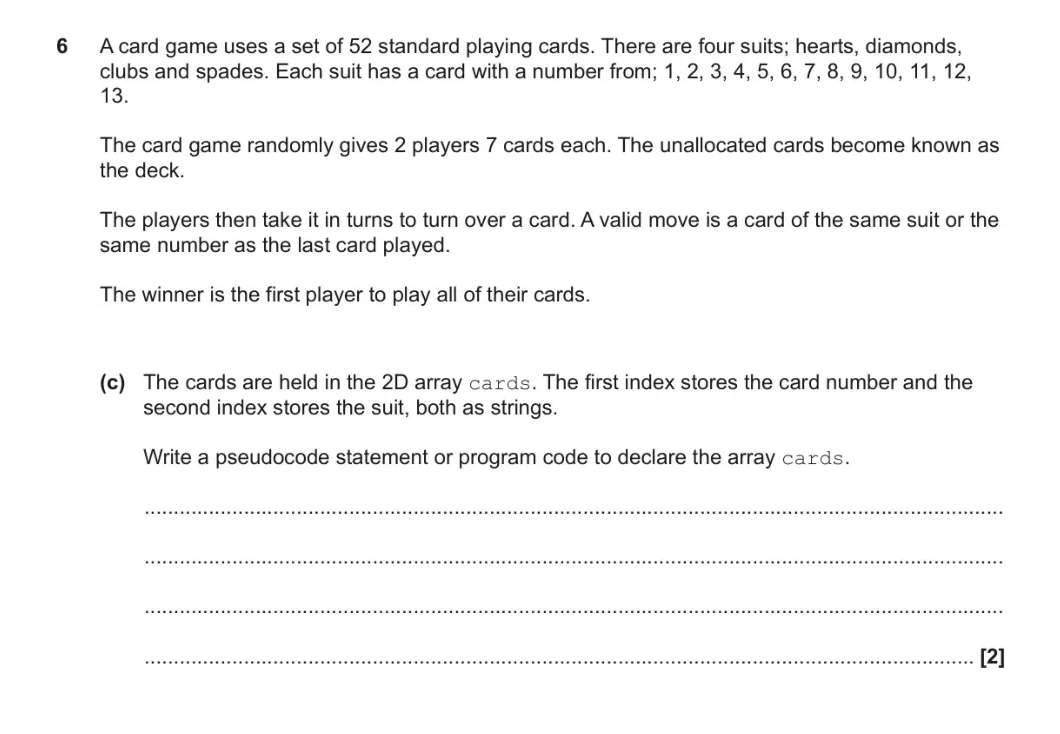 6 A card game uses a set of 52 standard playing cards. There are four suits; hearts, diamonds,
clubs and spades. Each suit has a card with a number from; 1, 2, 3, 4, 5, 6, 7, 8, 9, 10, 11, 12,
13.
The card game randomly gives 2 players 7 cards each. The unallocated cards become known as
the deck.
The players then take it in turns to turn over a card. A valid move is a card of the same suit or the
same number as the last card played.
The winner is the first player to play all of their cards.
(c) The cards are held in the 2D array cards. The first index stores the card number and the
second index stores the suit, both as strings.
Write a pseudocode statement or program code to declare the array cards.
[2]